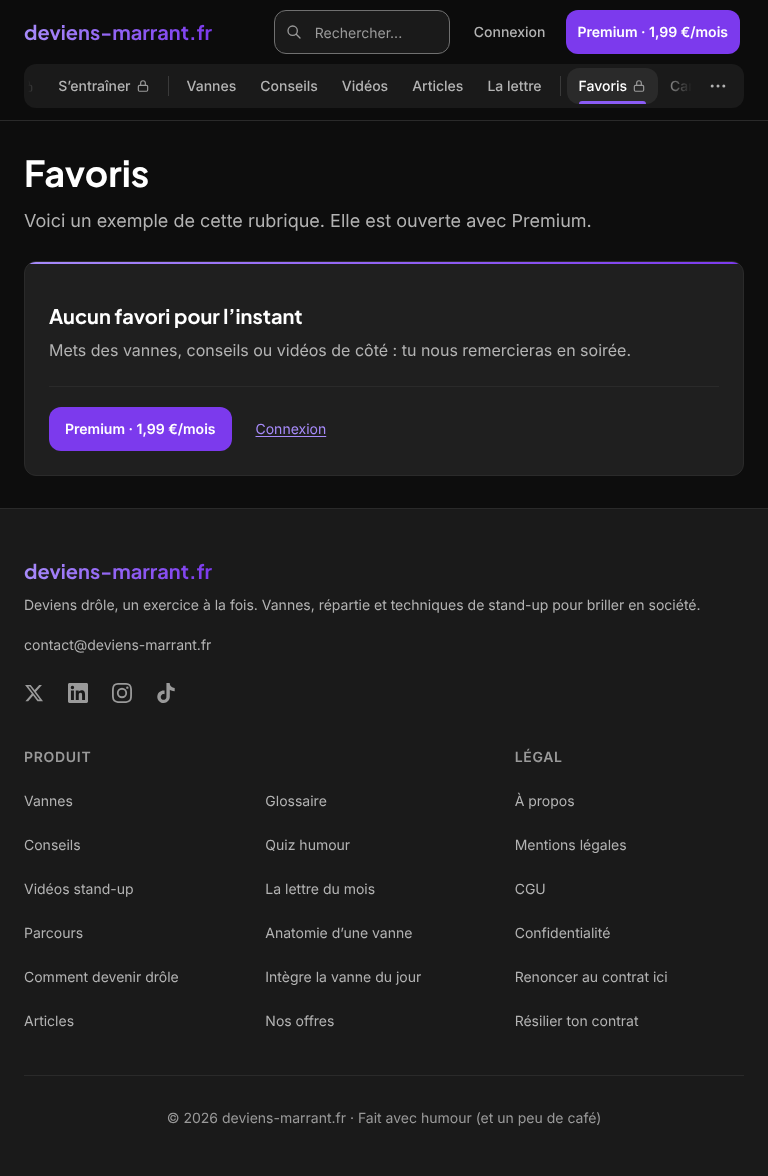 deviens-marrant.fr
Rechercher...
Connexion
Premium · 1,99 €/mois
S’entraîner
Vannes
Conseils
Vidéos
Articles
La lettre
Favoris
Favoris
Voici un exemple de cette rubrique. Elle est ouverte avec Premium.
Aucun favori pour l’instant
Mets des vannes, conseils ou vidéos de côté : tu nous remercieras en soirée.
Premium · 1,99 €/mois
Connexion
deviens-marrant.fr
Deviens drôle, un exercice à la fois. Vannes, répartie et techniques de stand-up pour briller en société.
contact@deviens-marrant.fr
PRODUIT
Vannes
Conseils
Vidéos stand-up
Parcours
Comment devenir drôle
Articles
Glossaire
Quiz humour
La lettre du mois
Anatomie d’une vanne
Intègre la vanne du jour
Nos offres
LÉGAL
À propos
Mentions légales
CGU
Confidentialité
Renoncer au contrat ici
Résilier ton contrat
© 2026 deviens-marrant.fr · Fait avec humour (et un peu de café)